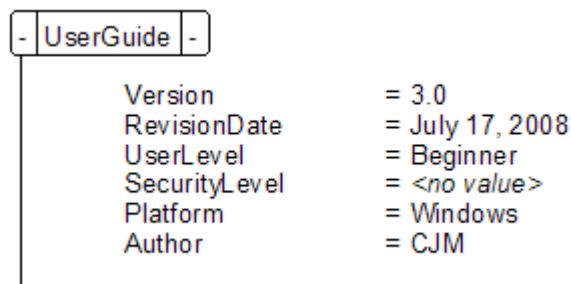 - UserGuide -
Version = 3.0
RevisionDate = July 17, 2008
UserLevel = Beginner
SecurityLevel = <no value>
Platform = Windows
Author = CJM